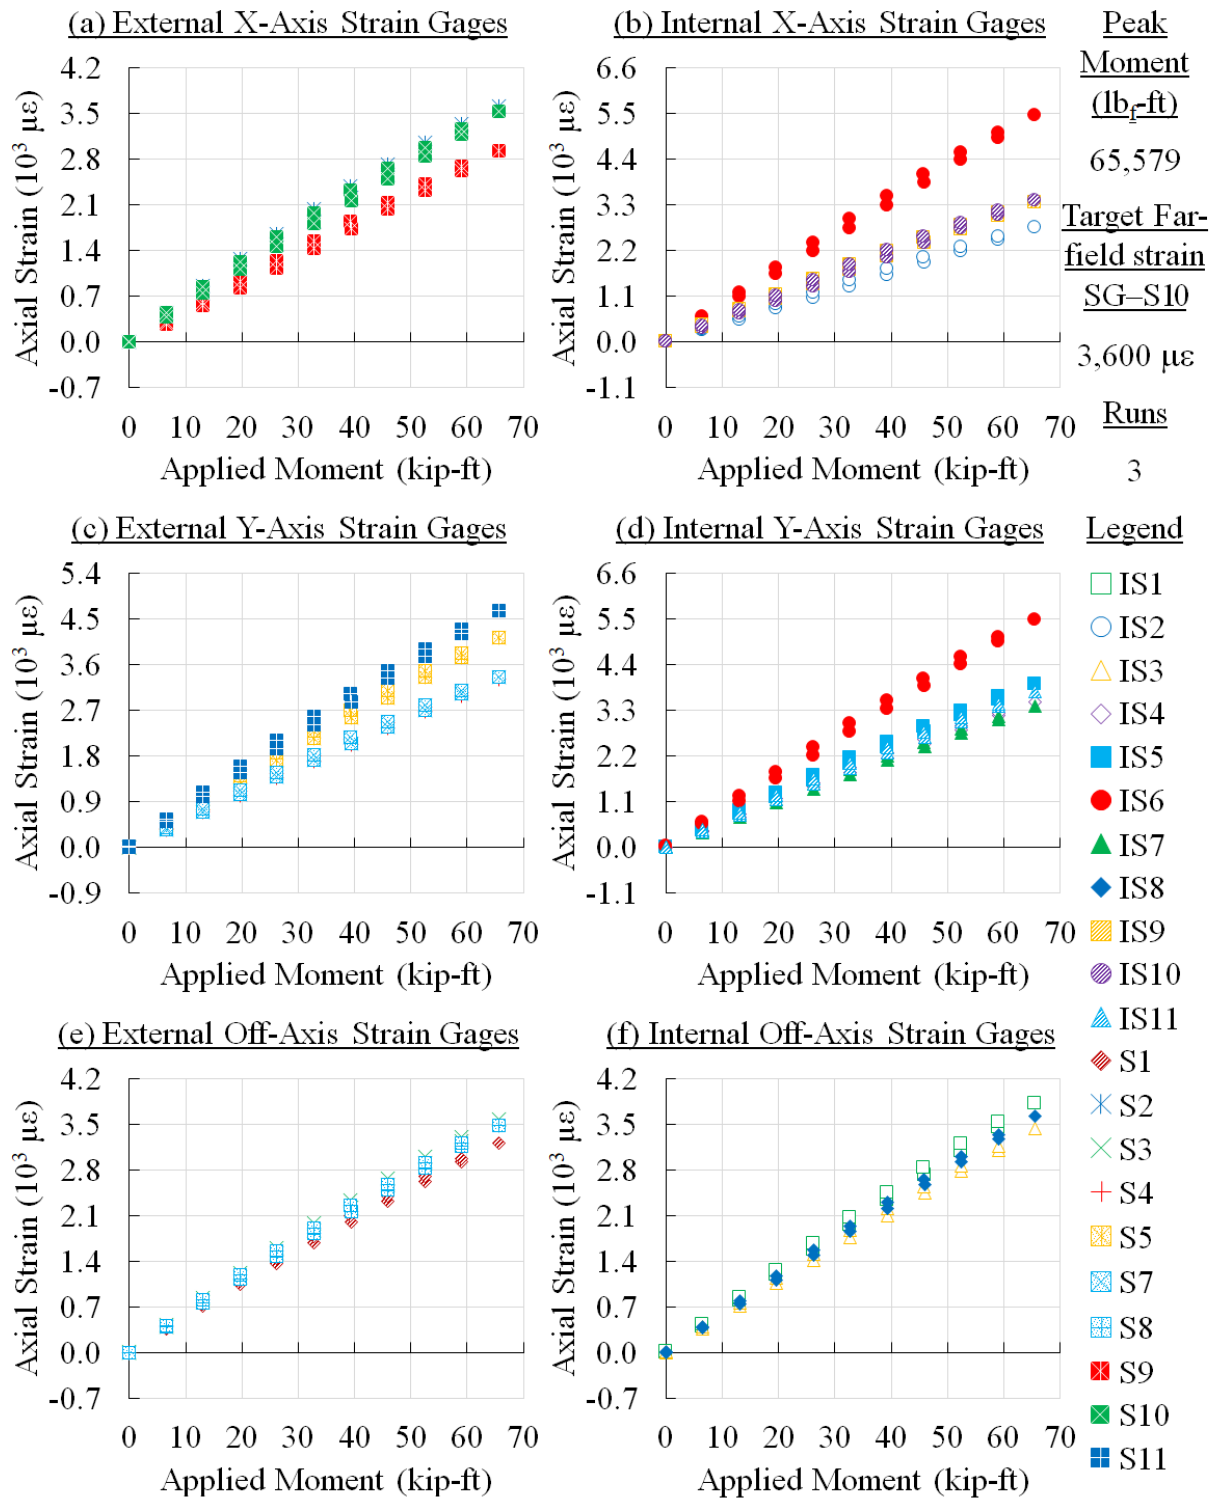 (a) External X-Axis Strain Gages
4.2
3.5
2.8
2.1
1.4
0.7
0.0
-0.7
Axial Strain (10³ µε)
0 10 20 30 40 50 60 70
Applied Moment (kip-ft)
(b) Internal X-Axis Strain Gages
6.6
5.5
4.4
3.3
2.2
1.1
0.0
-1.1
Axial Strain (10³ µε)
0 10 20 30 40 50 60 70
Applied Moment (kip-ft)
Peak
Moment
(lbf-ft)
65,579
Target Far-
field strain
SG–S10
3,600 µε
Runs
3
(c) External Y-Axis Strain Gages
5.4
4.5
3.6
2.7
1.8
0.9
0.0
-0.9
Axial Strain (10³ µε)
0 10 20 30 40 50 60 70
Applied Moment (kip-ft)
(d) Internal Y-Axis Strain Gages
6.6
5.5
4.4
3.3
2.2
1.1
0.0
-1.1
Axial Strain (10³ µε)
0 10 20 30 40 50 60 70
Applied Moment (kip-ft)
(e) External Off-Axis Strain Gages
4.2
3.5
2.8
2.1
1.4
0.7
0.0
-0.7
Axial Strain (10³ µε)
0 10 20 30 40 50 60 70
Applied Moment (kip-ft)
(f) Internal Off-Axis Strain Gages
4.2
3.5
2.8
2.1
1.4
0.7
0.0
-0.7
Axial Strain (10³ µε)
0 10 20 30 40 50 60 70
Applied Moment (kip-ft)
Legend
IS1
IS2
IS3
IS4
IS5
IS6
IS7
IS8
IS9
IS10
IS11
S1
S2
S3
S4
S5
S7
S8
S9
S10
S11